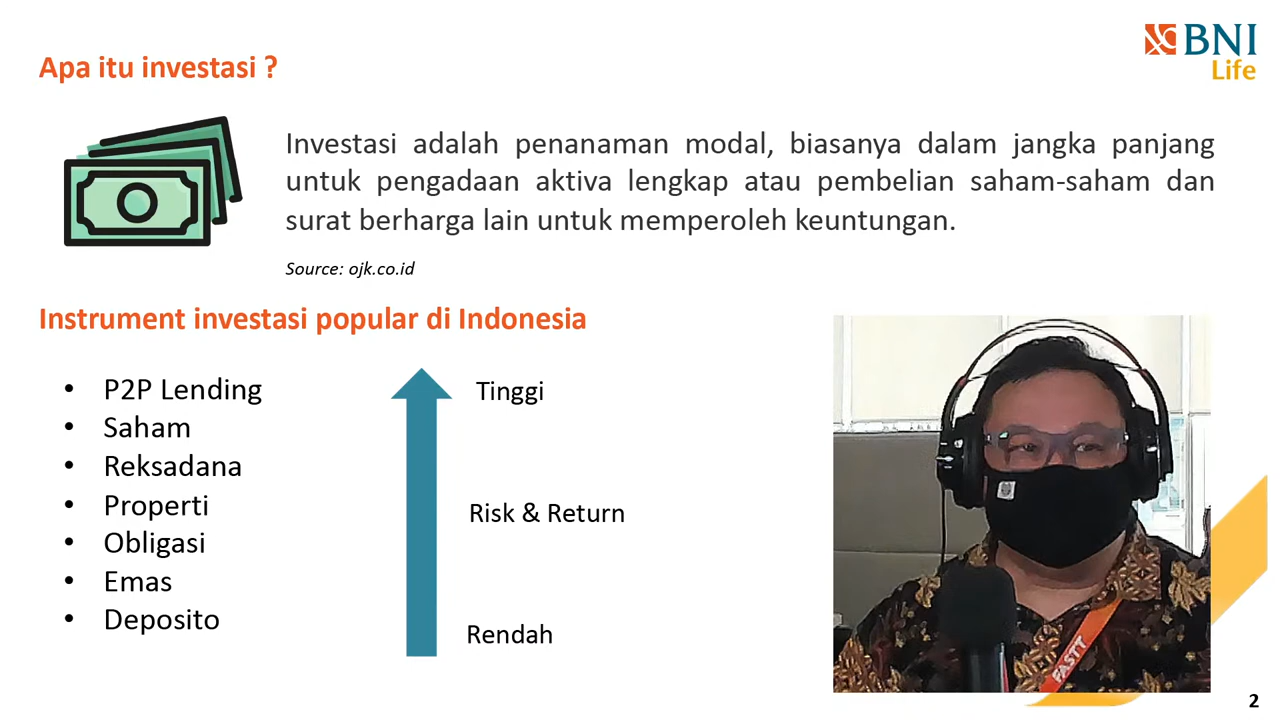 BNI
Life
Apa itu investasi ?
Investasi adalah penanaman modal, biasanya dalam jangka panjang
untuk pengadaan aktiva lengkap atau pembelian saham-saham dan
surat berharga lain untuk memperoleh keuntungan.
Source: ojk.co.id
Instrument investasi popular di Indonesia
• P2P Lending
• Saham
• Reksadana
• Properti
• Obligasi
• Emas
• Deposito
Tinggi
Risk & Return
Rendah
FASTT
2